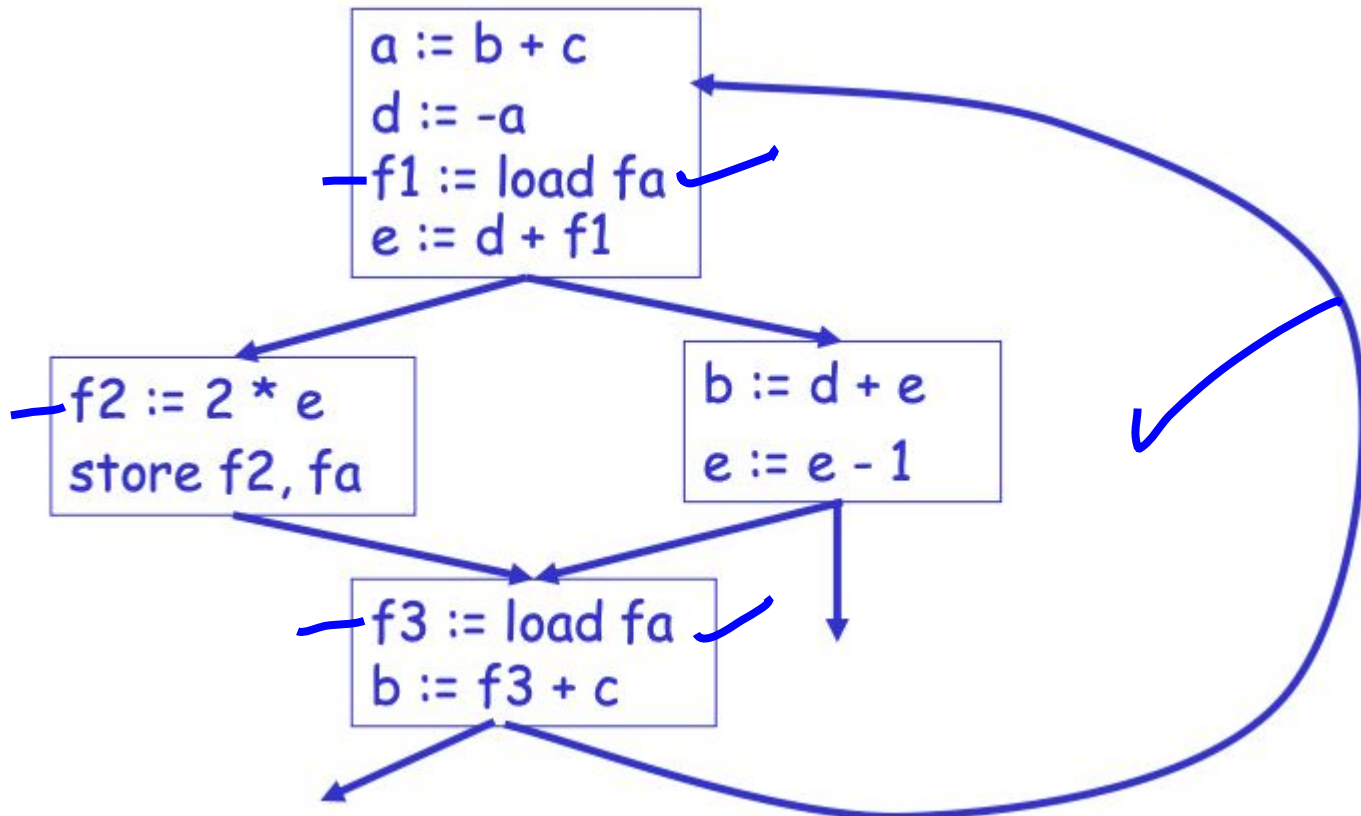 a := b + c
d := -a
f1 := load fa
e := d + f1
f2 := 2 * e
store f2, fa
b := d + e
e := e - 1
f3 := load fa
b := f3 + c